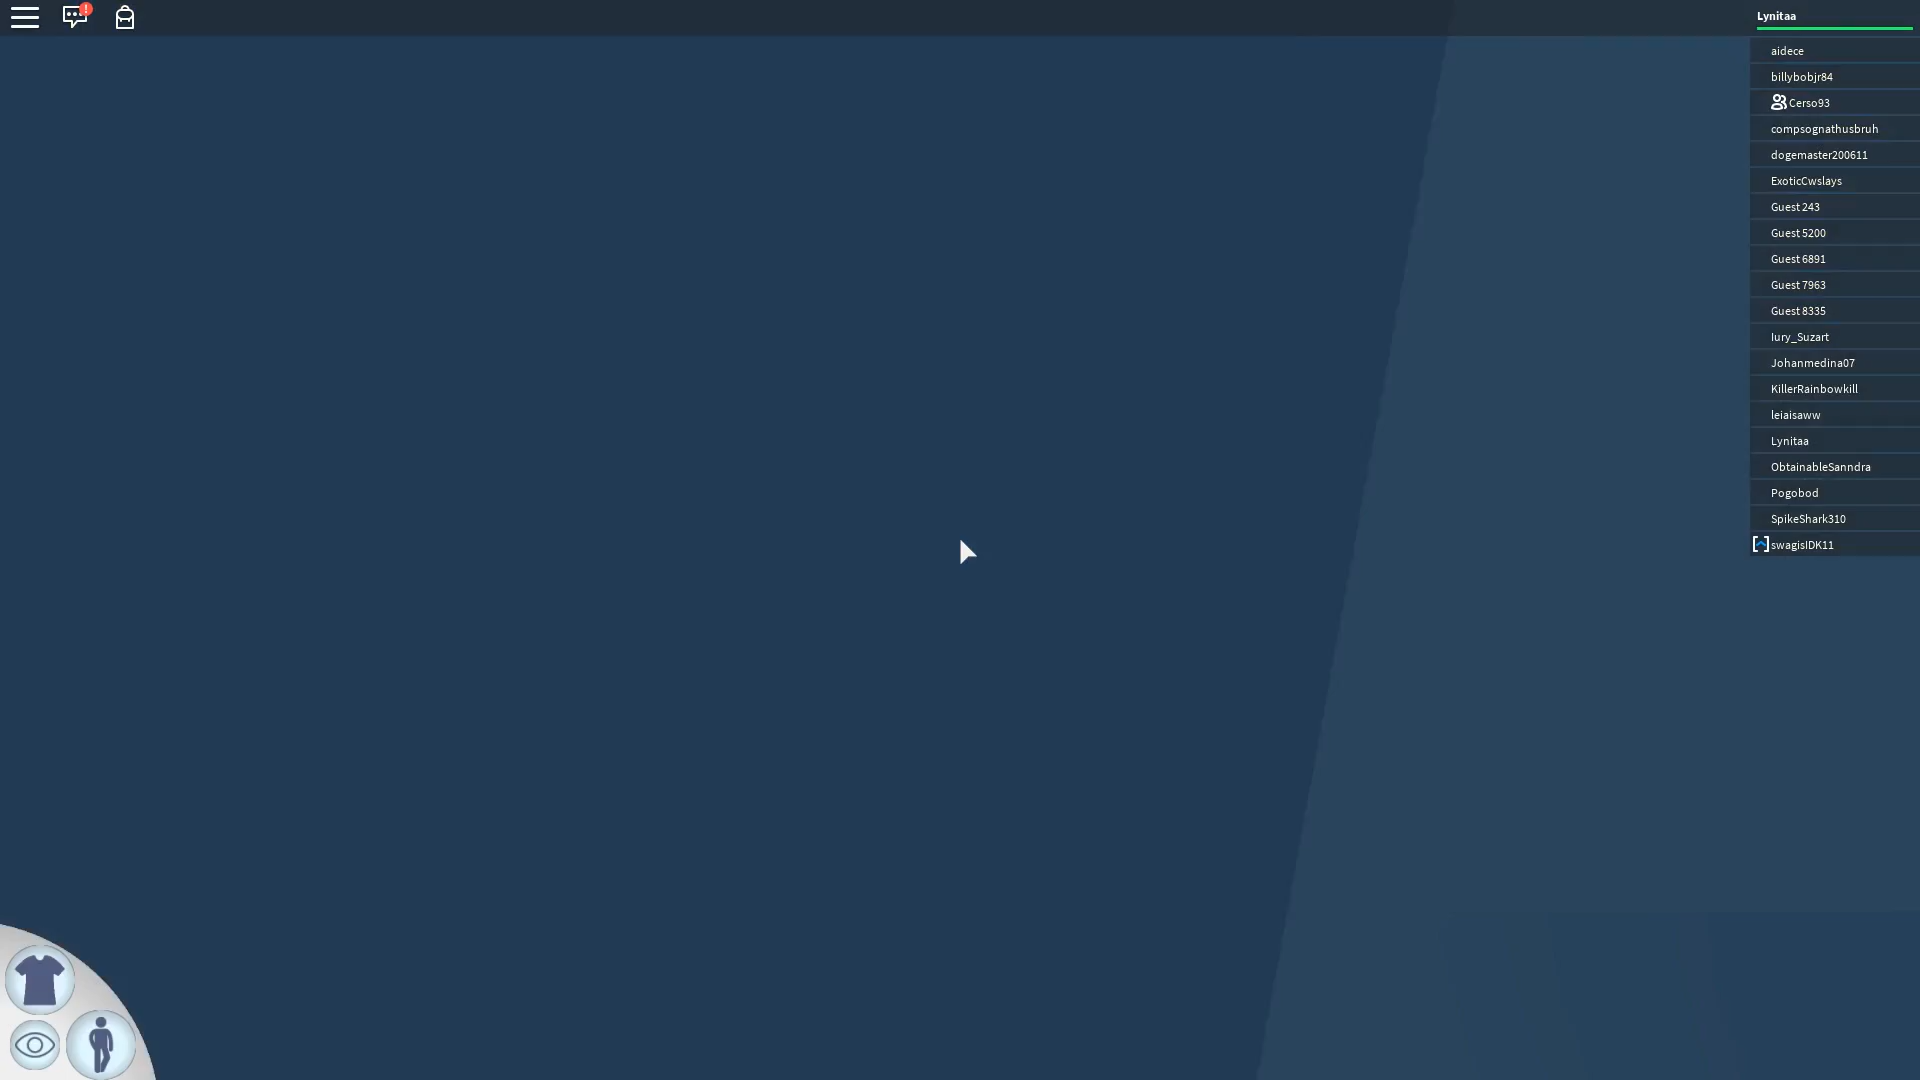 Lynitaa
aidece
billybobjr84
Cerso93
compsognathusbruh
dogemaster200611
ExoticCwslays
Guest 243
Guest 5200
Guest 6891
Guest 7963
Guest 8335
Iury_Suzart
Johanmedina07
KillerRainbowkill
leiaisaww
Lynitaa
ObtainableSanndra
Pogobod
SpikeShark310
swagisIDK11